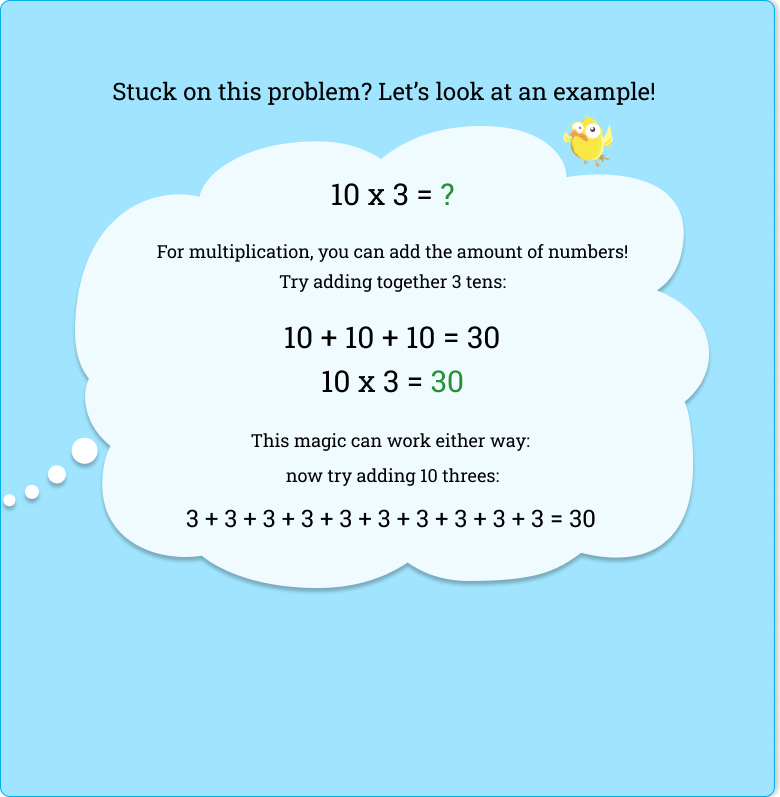 Stuck on this problem? Let’s look at an example!
10 x 3 = ?
For multiplication, you can add the amount of numbers!
Try adding together 3 tens:
10 + 10 + 10 = 30
10 x 3 = 30
This magic can work either way:
now try adding 10 threes:
3 + 3 + 3 + 3 + 3 + 3 + 3 + 3 + 3 + 3 = 30